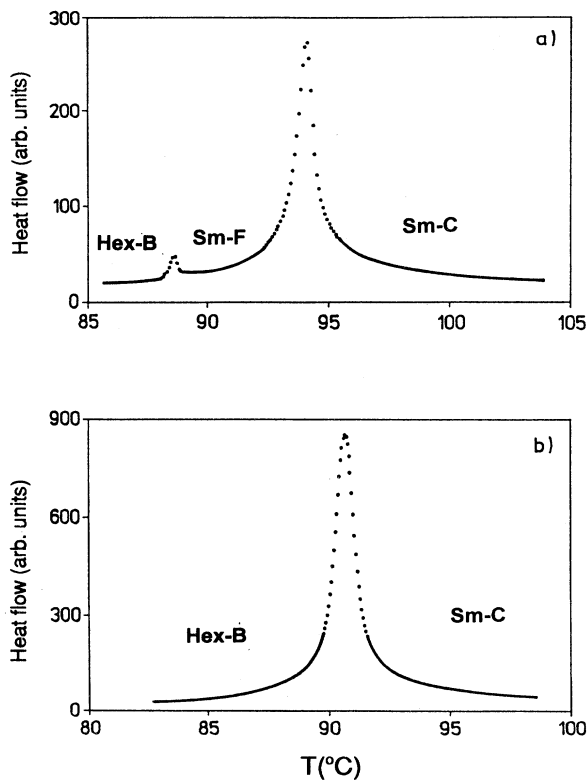 300
a)
Heat flow (arb. units)
200
Sm-C
100
Hex-B
Sm-F
0
85
90
95
100
105
900
b)
Heat flow (arb. units)
600
300
Sm-C
Hex-B
0
80
85
90
95
100
T(ºC)